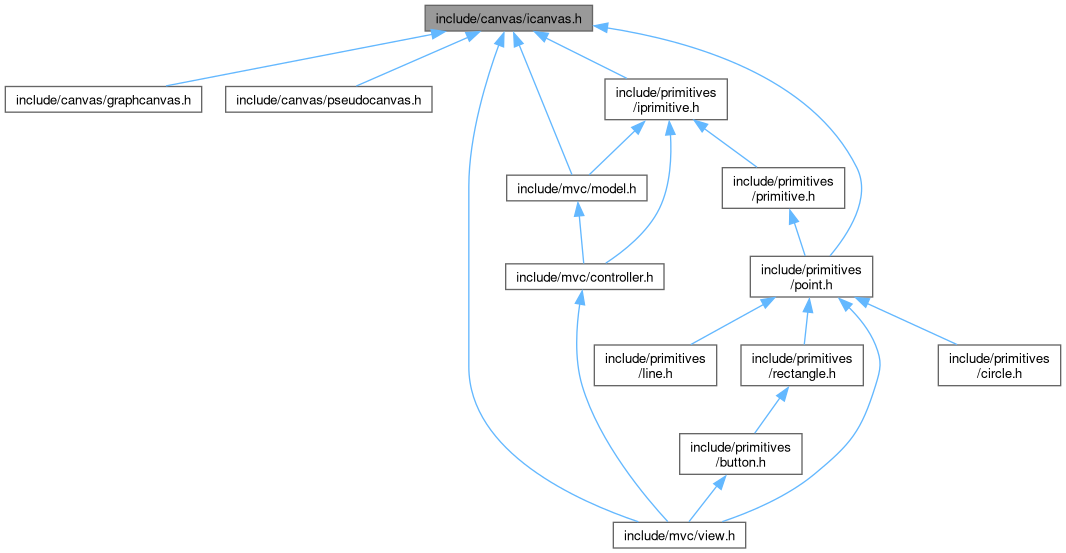 include/canvas/icanvas.h
include/canvas/graphcanvas.h
include/canvas/pseudocanvas.h
include/primitives
/iprimitive.h
include/mvc/model.h
include/primitives
/primitive.h
include/mvc/controller.h
include/primitives
/point.h
include/primitives
/line.h
include/primitives
/rectangle.h
include/primitives
/circle.h
include/primitives
/button.h
include/mvc/view.h